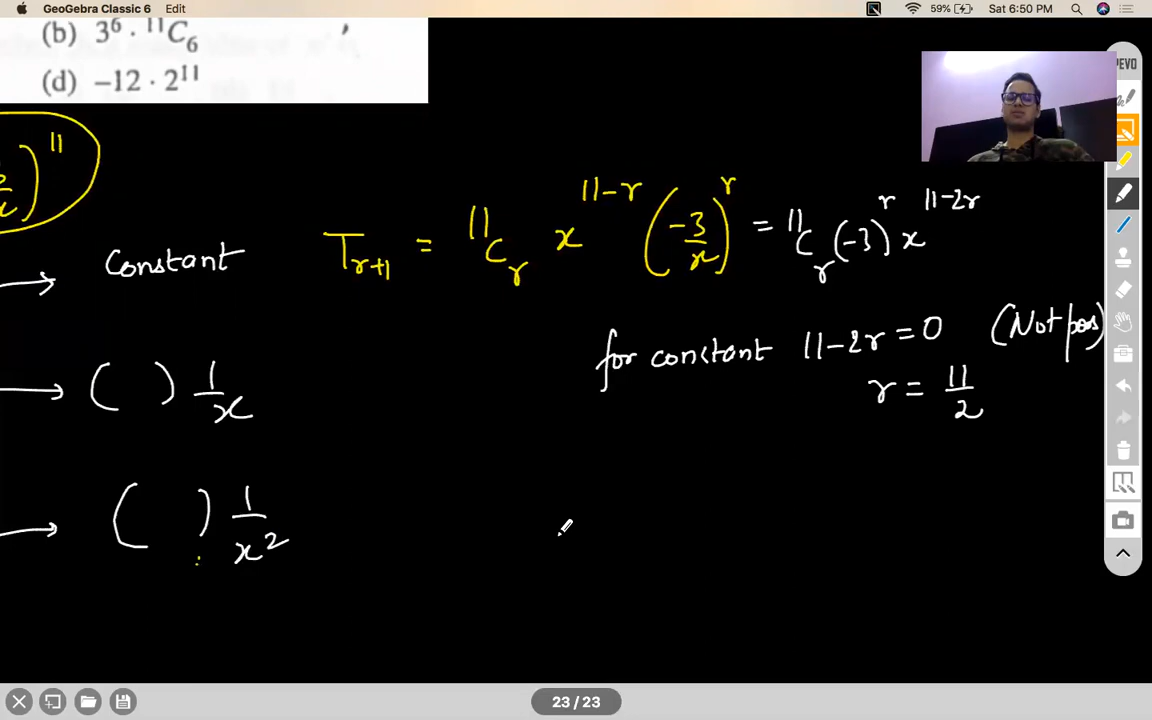 GeoGebra Classic 6 Edit 59% Sat 6:50 PM
(b) 3⁶ · ¹¹C₆
(d) −12 · 2¹¹
)¹¹
Constant
T_{r+1} = ¹¹C_r x^{11−r} (−3/x)^r = ¹¹C_r (−3)^r x^{11−2r}
for constant 11−2r = 0 (Not pos)
r = 11/2
( ) 1/x
( ) 1/x²
23 / 23